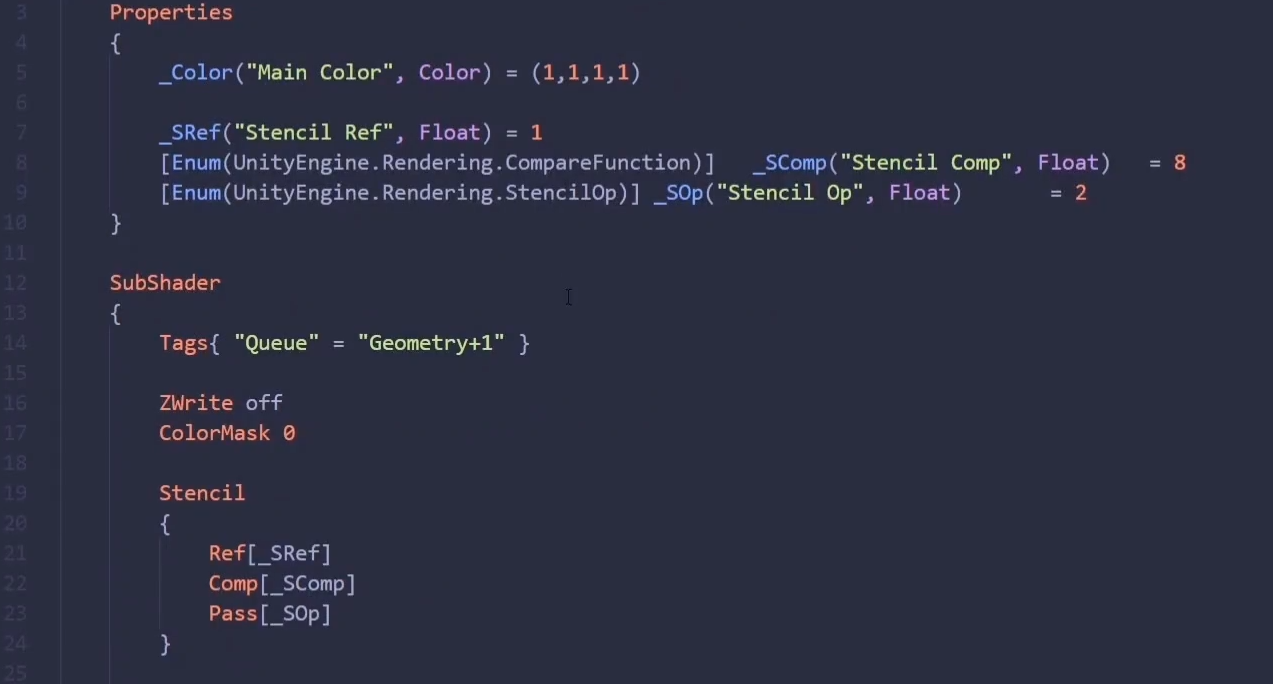 3 Properties
4 {
5 _Color("Main Color", Color) = (1,1,1,1)
6
7 _SRef("Stencil Ref", Float) = 1
8 [Enum(UnityEngine.Rendering.CompareFunction)] _SComp("Stencil Comp", Float) = 8
9 [Enum(UnityEngine.Rendering.StencilOp)] _SOp("Stencil Op", Float) = 2
10 }
11
12 SubShader
13 {
14 Tags{ "Queue" = "Geometry+1" }
15
16 ZWrite off
17 ColorMask 0
18
19 Stencil
20 {
21 Ref[_SRef]
22 Comp[_SComp]
23 Pass[_SOp]
24 }
25